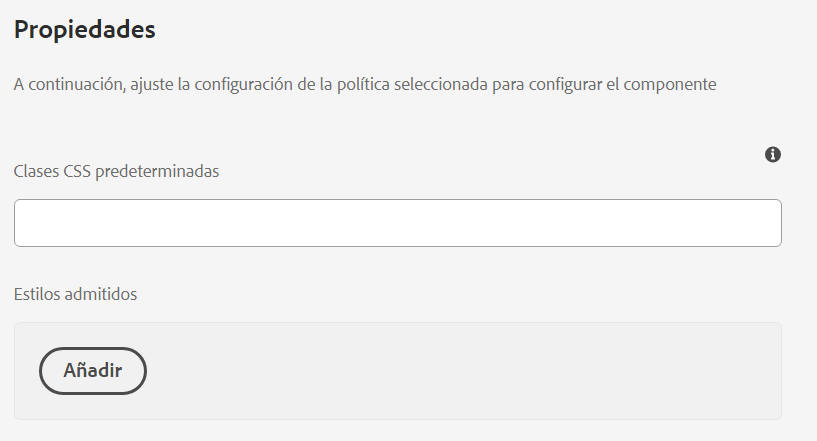 Propiedades
A continuación, ajuste la configuración de la política seleccionada para configurar el componente
Clases CSS predeterminadas
Estilos admitidos
Añadir